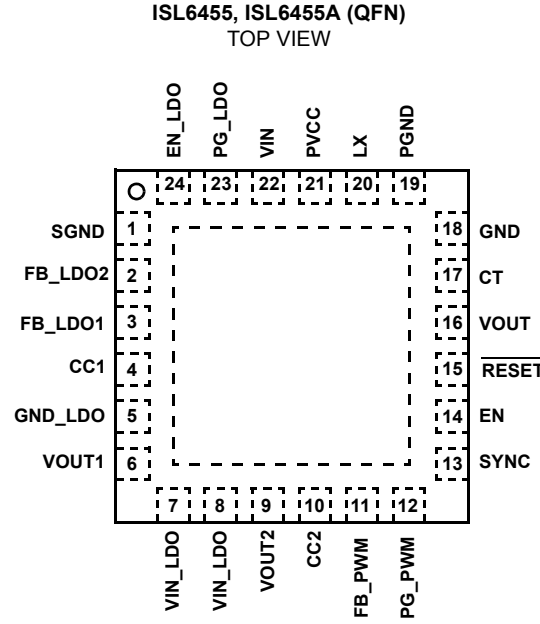 ISL6455, ISL6455A (QFN)
TOP VIEW
EN_LDO
PG_LDO
VIN
PVCC
LX
PGND
24 23 22 21 20 19
SGND 1
FB_LDO2 2
FB_LDO1 3
CC1 4
GND_LDO 5
VOUT1 6
18 GND
17 CT
16 VOUT
15 RESET
14 EN
13 SYNC
7 8 9 10 11 12
VIN_LDO
VIN_LDO
VOUT2
CC2
FB_PWM
PG_PWM